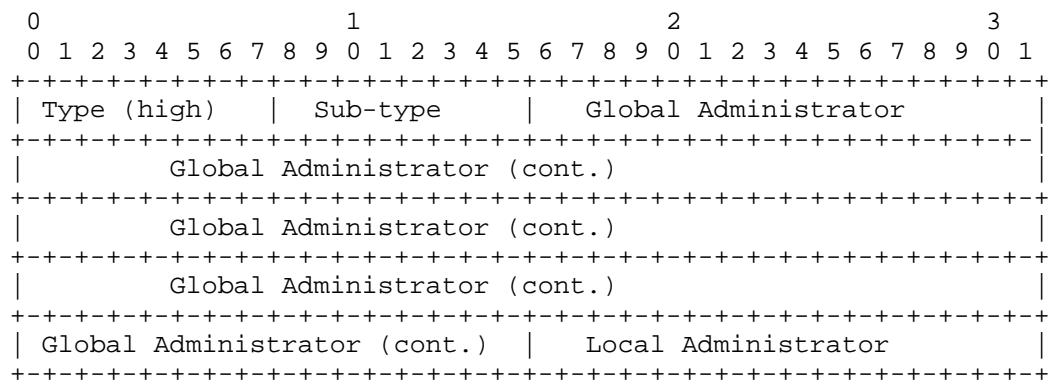 0                   1                   2                   3
 0 1 2 3 4 5 6 7 8 9 0 1 2 3 4 5 6 7 8 9 0 1 2 3 4 5 6 7 8 9 0 1
+-+-+-+-+-+-+-+-+-+-+-+-+-+-+-+-+-+-+-+-+-+-+-+-+-+-+-+-+-+-+-+-+
| Type (high)   |   Sub-type    |   Global Administrator        |
+-+-+-+-+-+-+-+-+-+-+-+-+-+-+-+-+-+-+-+-+-+-+-+-+-+-+-+-+-+-+-+-|
|         Global Administrator (cont.)                          |
+-+-+-+-+-+-+-+-+-+-+-+-+-+-+-+-+-+-+-+-+-+-+-+-+-+-+-+-+-+-+-+-+
|         Global Administrator (cont.)                          |
+-+-+-+-+-+-+-+-+-+-+-+-+-+-+-+-+-+-+-+-+-+-+-+-+-+-+-+-+-+-+-+-+
|         Global Administrator (cont.)                          |
+-+-+-+-+-+-+-+-+-+-+-+-+-+-+-+-+-+-+-+-+-+-+-+-+-+-+-+-+-+-+-+-+
| Global Administrator (cont.)  |   Local Administrator         |
+-+-+-+-+-+-+-+-+-+-+-+-+-+-+-+-+-+-+-+-+-+-+-+-+-+-+-+-+-+-+-+-+